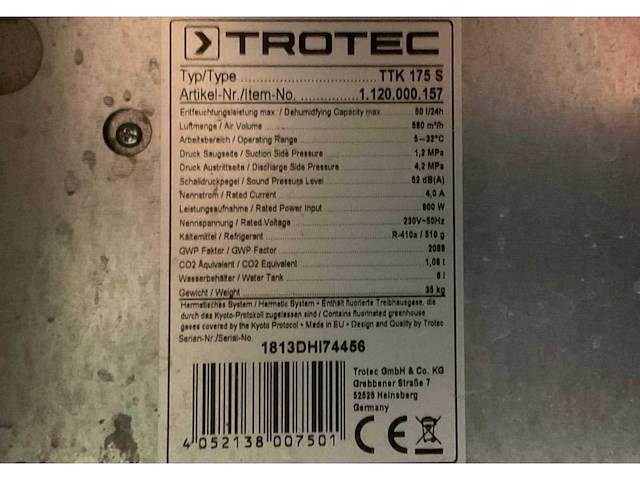 TROTEC
Typ/Type ........................ TTK 175 S
Artikel-Nr./Item-No. ............ 1.120.000.157
Entfeuchtungsleistung max. / Dehumidifying Capacity max. 50 l/24h
Luftmenge / Air Volume 580 m³/h
Arbeitsbereich / Operating Range 5–32°C
Druck Saugseite / Suction Side Pressure 1,2 MPa
Druck Austrittseite / Discharge Side Pressure 4,2 MPa
Schalldruckpegel / Sound Pressure Level 52 dB(A)
Nennstrom / Rated Current 4,0 A
Leistungsaufnahme / Rated Power Input 900 W
Nennspannung / Rated Voltage 230V~50Hz
Kältemittel / Refrigerant R-410a / 510 g
GWP Faktor / GWP Factor 2088
CO2 Äquivalent / CO2 Equivalent 1,06 t
Wasserbehälter / Water Tank 6 l
Gewicht / Weight 35 kg
Hermetisches System / Hermetic System • Enthält fluorierte Treibhausgase, die
durch das Kyoto-Protokoll zugelassen sind / Contains fluorinated greenhouse
gases covered by the Kyoto Protocol • Made in EU • Design and Quality by Trotec
Serien-Nr./Serial-No.
1813DHI74456
Trotec GmbH & Co. KG
Grebbener Straße 7
52525 Heinsberg
Germany
4 052138 007501
CE